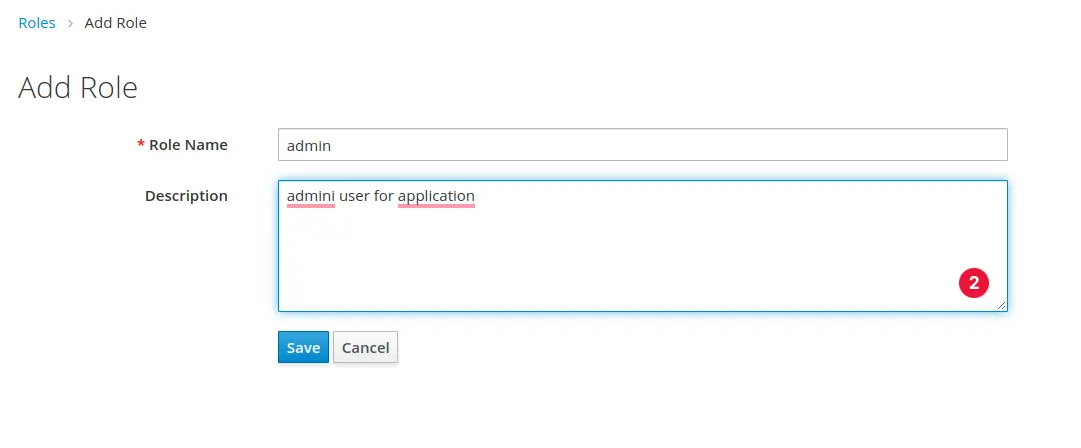 Roles › Add Role
Add Role
* Role Name
admin
Description
admini user for application
2
Save Cancel